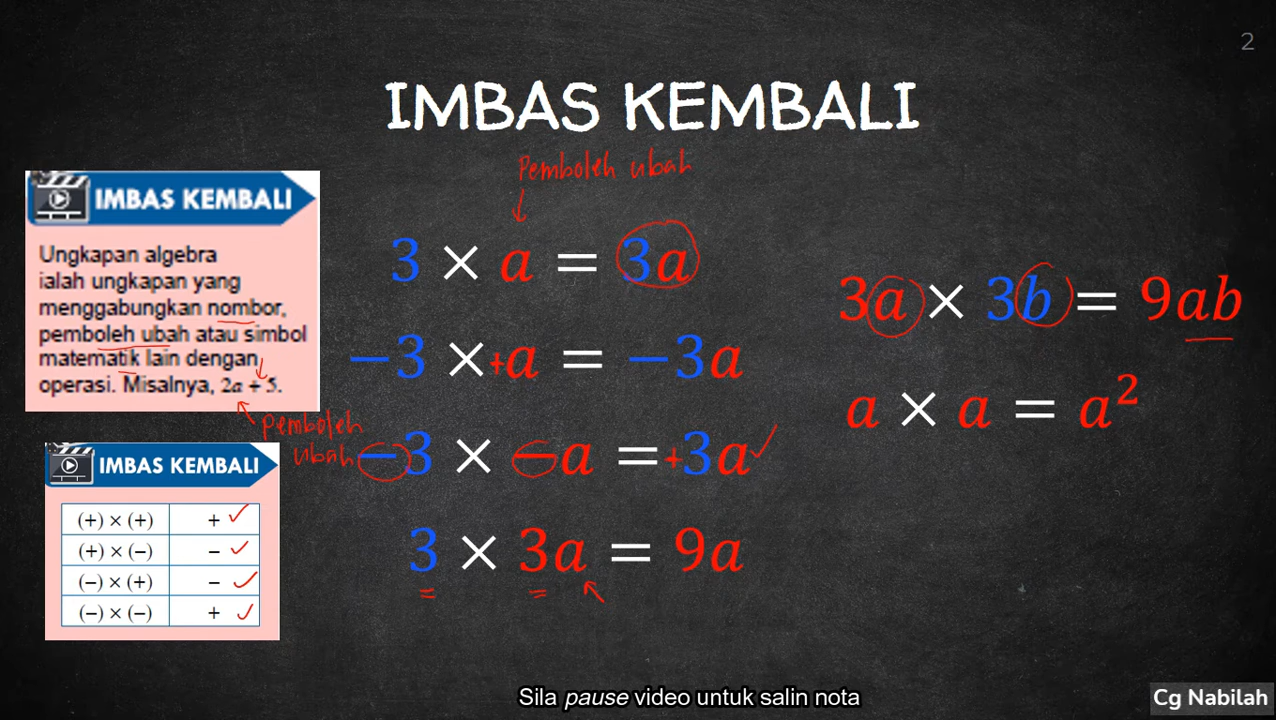 2
IMBAS KEMBALI
IMBAS KEMBALI
Ungkapan algebra
ialah ungkapan yang
menggabungkan nombor,
pemboleh ubah atau simbol
matematik lain dengan
operasi. Misalnya, 2a + 5.
Pemboleh
ubah
IMBAS KEMBALI
(+) × (+) + ✓
(+) × (−) − ✓
(−) × (+) − ✓
(−) × (−) + ✓
Pemboleh ubah
3 × a = 3a
−3 × +a = −3a
−3 × −a = +3a ✓
3 × 3a = 9a
3a × 3b = 9ab
a × a = a²
Sila pause video untuk salin nota
Cg Nabilah